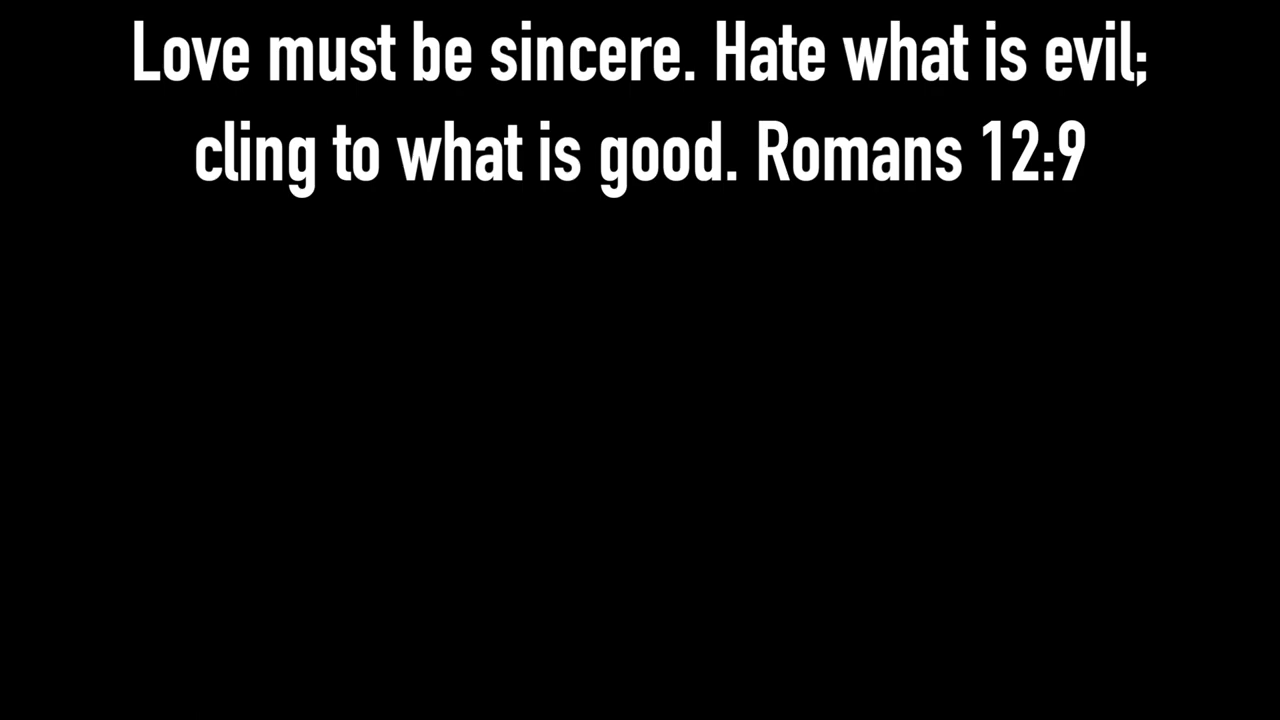 Love must be sincere. Hate what is evil;
cling to what is good. Romans 12:9